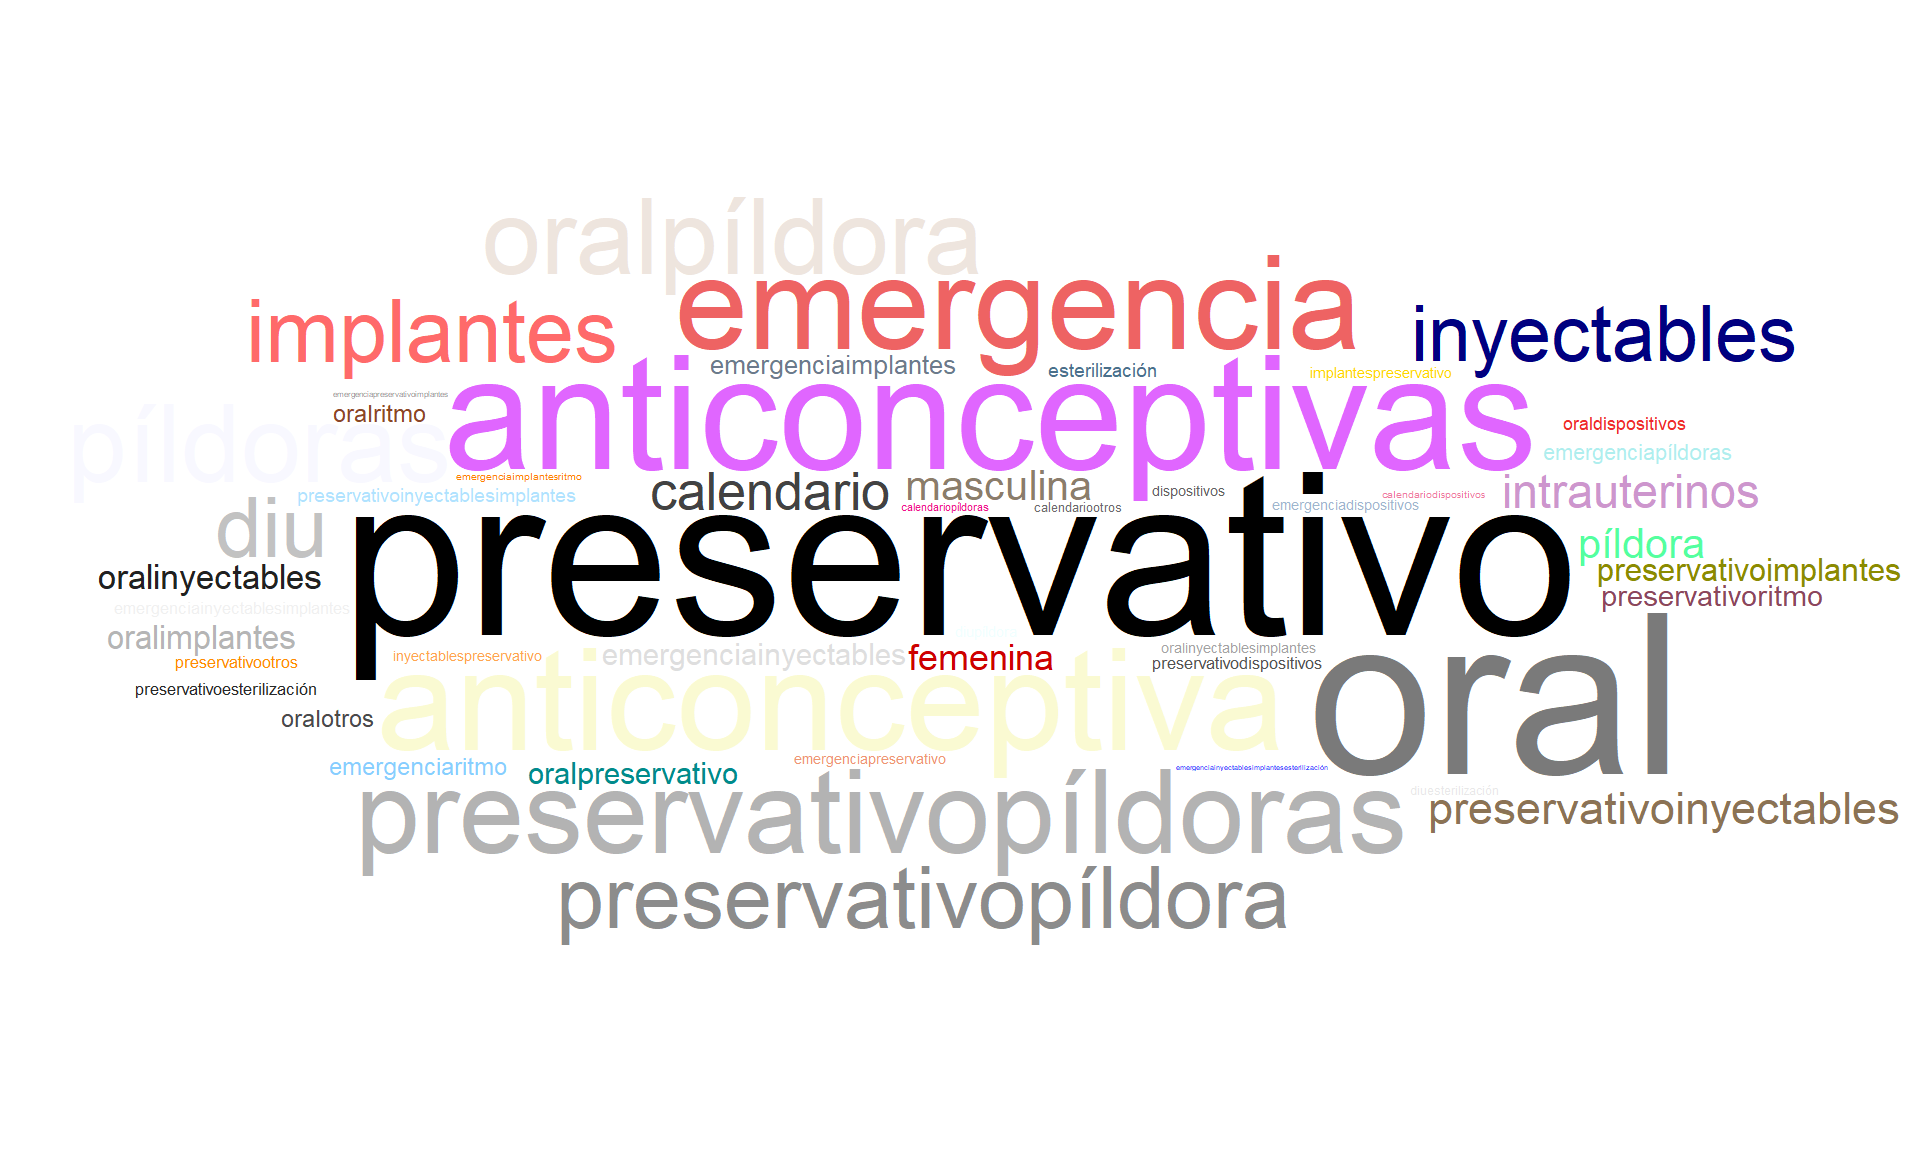 oralpíldora
emergencia
implantes
inyectables
emergenciaimplantes
esterilización
implantespreservativo
anticonceptivas
emergenciapreservativoimplantes
oralritmo
oraldispositivos
píldoras
emergenciapíldoras
emergenciaimplantesritmo
calendario
masculina
dispositivos
calendariodispositivos
intrauterinos
preservativoinyectablesimplantes
calendariopíldoras
calendariootros
emergenciadispositivos
diu
preservativo
píldora
oralinyectables
preservativoimplantes
preservativoritmo
emergenciainyectablesimplantes
oralimplantes
oralinyectablesimplantes
preservativootros
inyectablespreservativo
emergenciainyectables
femenina
preservativodispositivos
preservativoesterilización
oral
anticonceptiva
oralotros
emergenciaritmo
oralpreservativo
emergenciapreservativo
emergenciainyectablesimplantesesterilización
diuesterilización
preservativopíldoras
preservativoinyectables
preservativopíldora